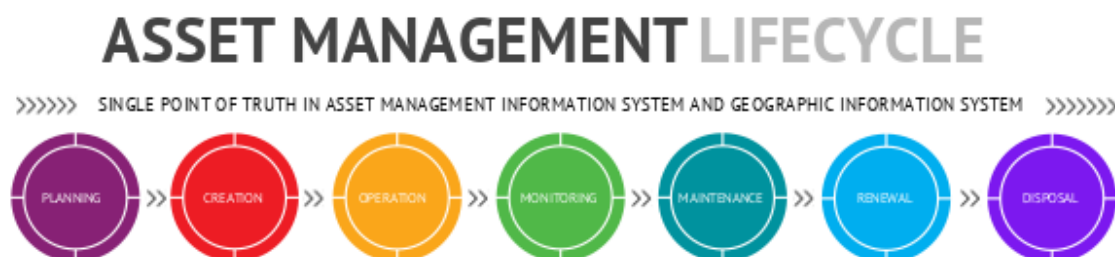 ASSET MANAGEMENT LIFECYCLE
SINGLE POINT OF TRUTH IN ASSET MANAGEMENT INFORMATION SYSTEM AND GEOGRAPHIC INFORMATION SYSTEM
PLANNING CREATION OPERATION MONITORING MAINTENANCE RENEWAL DISPOSAL